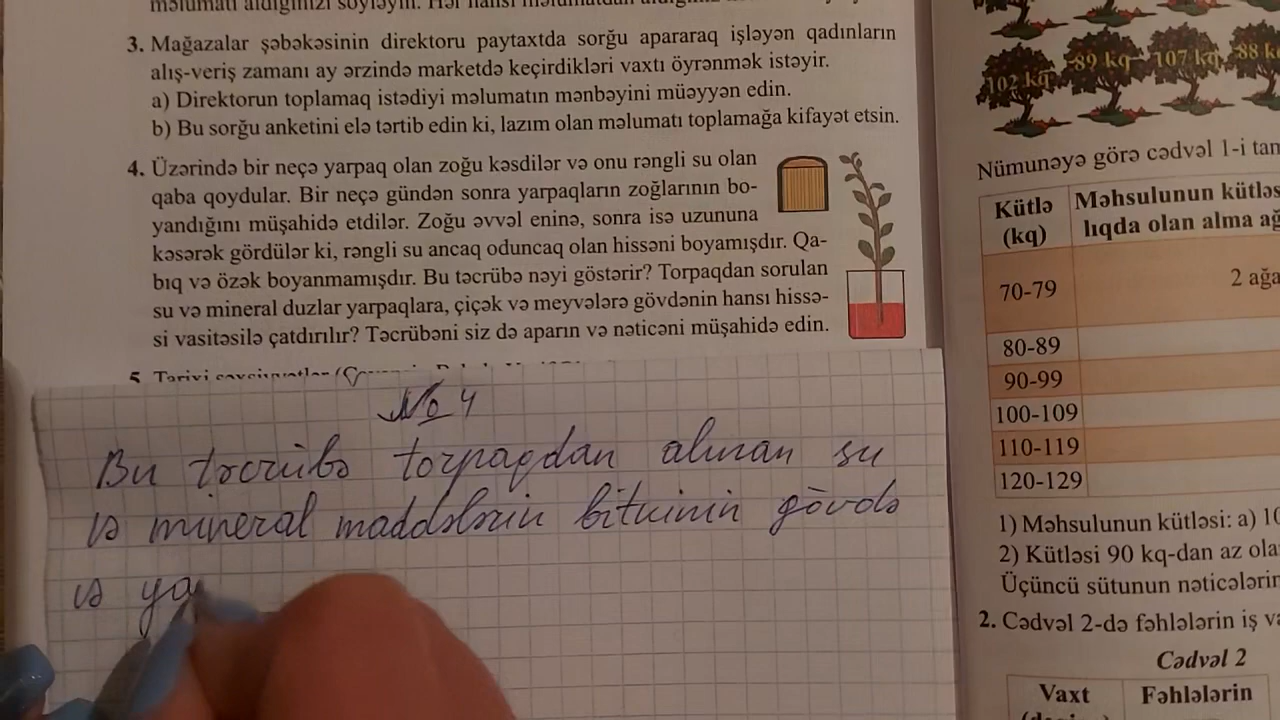 məlumatı aldığınızı söyləyin. Hər hansı
3. Mağazalar şəbəkəsinin direktoru paytaxtda sorğu apararaq işləyən qadınların
alış-veriş zamanı ay ərzində marketdə keçirdikləri vaxtı öyrənmək istəyir.
a) Direktorun toplamaq istədiyi məlumatın mənbəyini müəyyən edin.
b) Bu sorğu anketini elə tərtib edin ki, lazım olan məlumatı toplamağa kifayət etsin.
4. Üzərində bir neçə yarpaq olan zoğu kəsdilər və onu rəngli su olan
qaba qoydular. Bir neçə gündən sonra yarpaqların zoğlarının bo-
yandığını müşahidə etdilər. Zoğu əvvəl eninə, sonra isə uzununa
kəsərək gördülər ki, rəngli su ancaq oduncaq olan hissəni boyamışdır. Qa-
bıq və özək boyanmamışdır. Bu təcrübə nəyi göstərir? Torpaqdan sorulan
su və mineral duzlar yarpaqlara, çiçək və meyvələrə gövdənin hansı hissə-
si vasitəsilə çatdırılır? Təcrübəni siz də aparın və nəticəni müşahidə edin.
5
№ 4
Bu təcrübə torpaqdan alınan su
və mineral maddələrin bitkinin gövdə
və ya
102 kq 89 kq 107 kq 88 k
Nümunəyə görə cədvəl 1-i tam
Kütlə (kq) Məhsulunun kütləs
lıqda olan alma ağ
70-79 2 ağa
80-89
90-99
100-109
110-119
120-129
1) Məhsulunun kütləsi: a) 10
2) Kütləsi 90 kq-dan az ola
Üçüncü sütunun nəticələrin
2. Cədvəl 2-də fəhlələrin iş va
Cədvəl 2
Vaxt Fəhlələrin